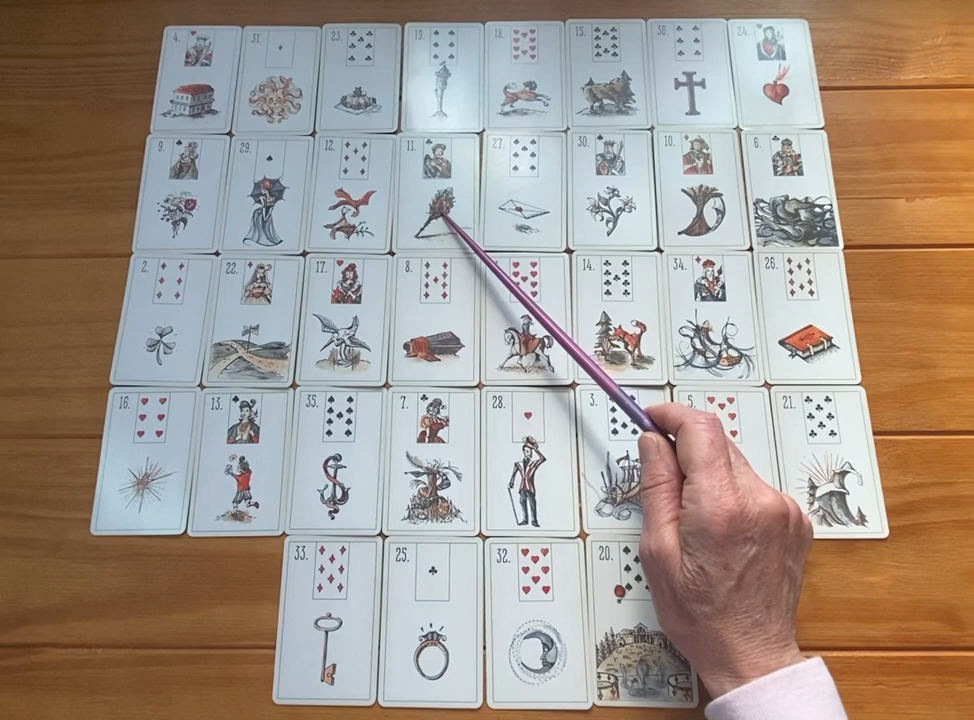 4. 31. 23. 19. 18. 15. 36. 24.
9. 29. 12. 11. 27. 30. 10. 6.
2. 22. 17. 8. 14. 34. 26.
16. 13. 35. 7. 28. 3. 5. 21.
33. 25. 32. 20.